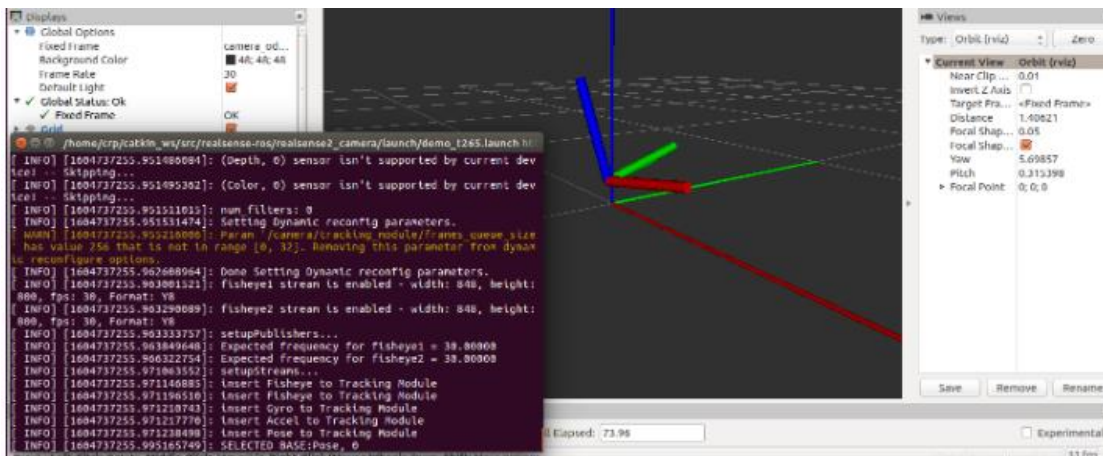 Displays
Global Options
Fixed Frame camera_od...
Background Color 48; 48; 48
Frame Rate 30
Default Light
Global Status: Ok
Fixed Frame OK
Grid
/home/crp/catkin_ws/src/realsense-ros/realsense2_camera/launch/demo_t265.launch ht
[ INFO] [1604737255.951486084]: (Depth, 0) sensor isn't supported by current dev
ice! -- Skipping...
[ INFO] [1604737255.951495362]: (Color, 0) sensor isn't supported by current dev
ice! -- Skipping...
[ INFO] [1604737255.951511015]: num_filters: 0
[ INFO] [1604737255.951531474]: Setting Dynamic reconfig parameters.
[ WARN] [1604737255.955216006]: Param '/camera/tracking_module/frames_queue_size
' has value 256 that is not in range [0, 32]. Removing this parameter from dynam
ic reconfigure options.
[ INFO] [1604737255.962608964]: Done Setting Dynamic reconfig parameters.
[ INFO] [1604737255.963001521]: fisheye1 stream is enabled - width: 848, height:
 800, fps: 30, Format: Y8
[ INFO] [1604737255.963290089]: fisheye2 stream is enabled - width: 848, height:
 800, fps: 30, Format: Y8
[ INFO] [1604737255.963333757]: setupPublishers...
[ INFO] [1604737255.963849648]: Expected frequency for fisheye1 = 30.00000
[ INFO] [1604737255.966322754]: Expected frequency for fisheye2 = 30.00000
[ INFO] [1604737255.971063552]: setupStreams...
[ INFO] [1604737255.971146885]: insert Fisheye to Tracking Module
[ INFO] [1604737255.971196510]: insert Fisheye to Tracking Module
[ INFO] [1604737255.971210743]: insert Gyro to Tracking Module
[ INFO] [1604737255.971217770]: insert Accel to Tracking Module
[ INFO] [1604737255.971238498]: insert Pose to Tracking Module
[ INFO] [1604737255.995165749]: SELECTED BASE:Pose, 0
Elapsed: 73.96
Experimental
Views
Type: Orbit (rviz) Zero
Current View Orbit (rviz)
Near Clip ... 0.01
Invert Z Axis
Target Fra... <Fixed Frame>
Distance 1.40621
Focal Shap... 0.05
Focal Shap...
Yaw 5.69857
Pitch 0.315398
Focal Point 0; 0; 0
Save Remove Rename